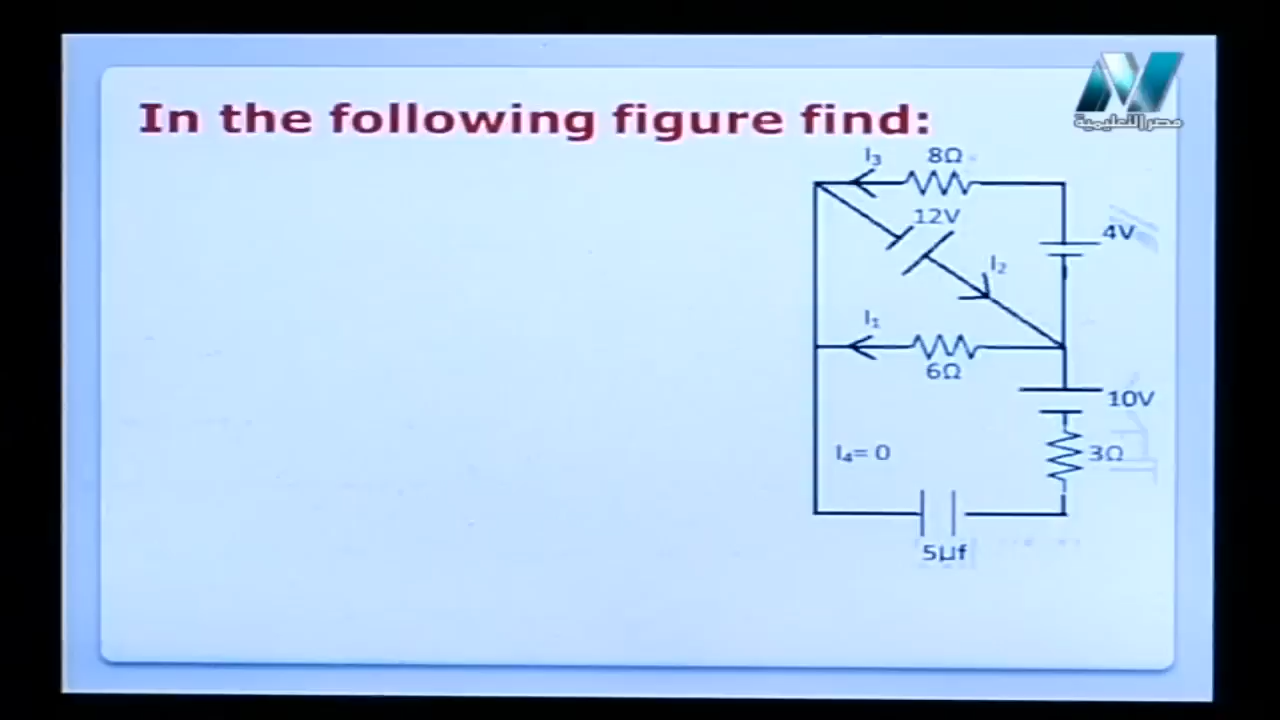 In the following figure find:
مصر التعليمية
I₃
8Ω
12V
4V
I₂
I₁
6Ω
10V
I₄= 0
3Ω
5µf